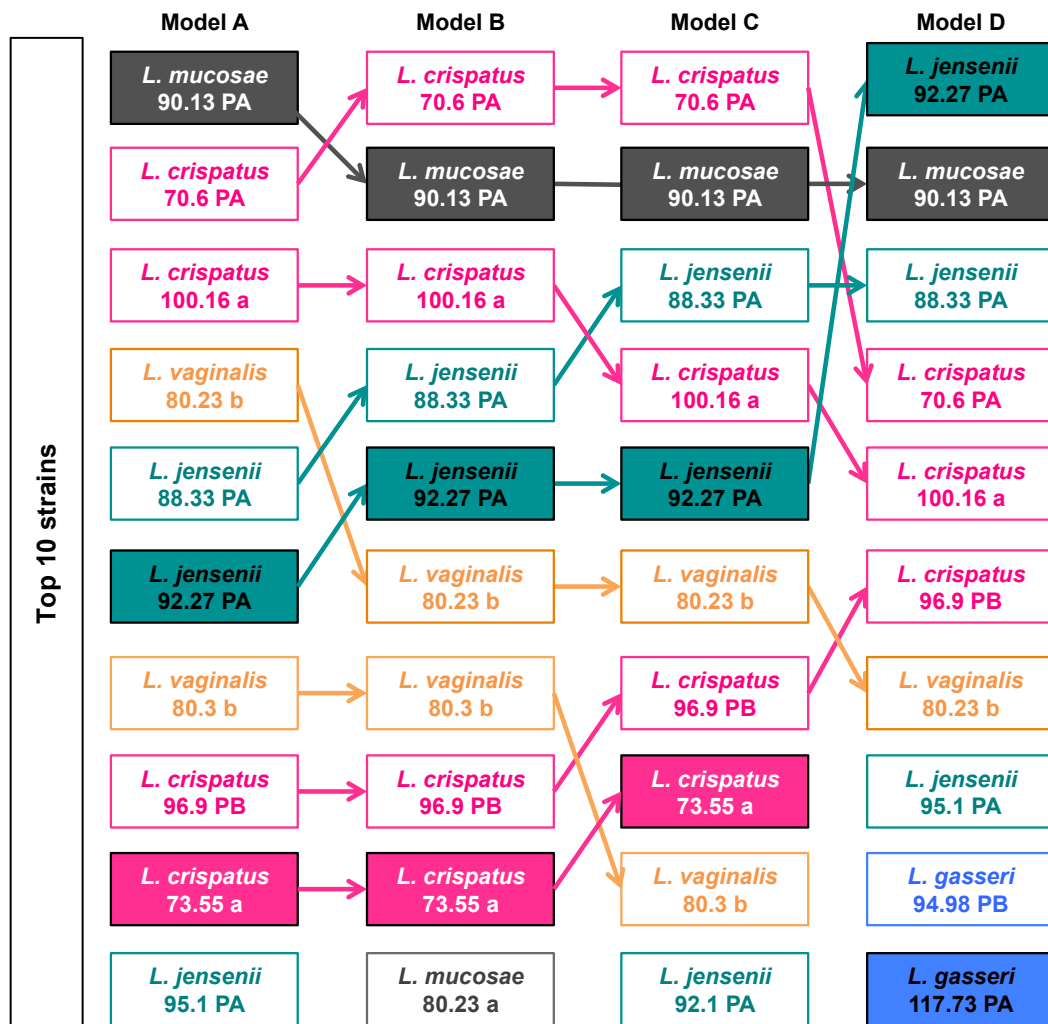 Model A
Model B
Model C
Model D
Top 10 strains
L. mucosae
90.13 PA
L. crispatus
70.6 PA
L. crispatus
70.6 PA
L. jensenii
92.27 PA
L. crispatus
70.6 PA
L. mucosae
90.13 PA
L. mucosae
90.13 PA
L. mucosae
90.13 PA
L. crispatus
100.16 a
L. crispatus
100.16 a
L. jensenii
88.33 PA
L. jensenii
88.33 PA
L. vaginalis
80.23 b
L. jensenii
88.33 PA
L. crispatus
100.16 a
L. crispatus
70.6 PA
L. jensenii
88.33 PA
L. jensenii
92.27 PA
L. jensenii
92.27 PA
L. crispatus
100.16 a
L. jensenii
92.27 PA
L. vaginalis
80.23 b
L. vaginalis
80.23 b
L. crispatus
96.9 PB
L. vaginalis
80.3 b
L. vaginalis
80.3 b
L. crispatus
96.9 PB
L. vaginalis
80.23 b
L. crispatus
96.9 PB
L. crispatus
96.9 PB
L. crispatus
73.55 a
L. jensenii
95.1 PA
L. crispatus
73.55 a
L. crispatus
73.55 a
L. vaginalis
80.3 b
L. gasseri
94.98 PB
L. jensenii
95.1 PA
L. mucosae
80.23 a
L. jensenii
92.1 PA
L. gasseri
117.73 PA